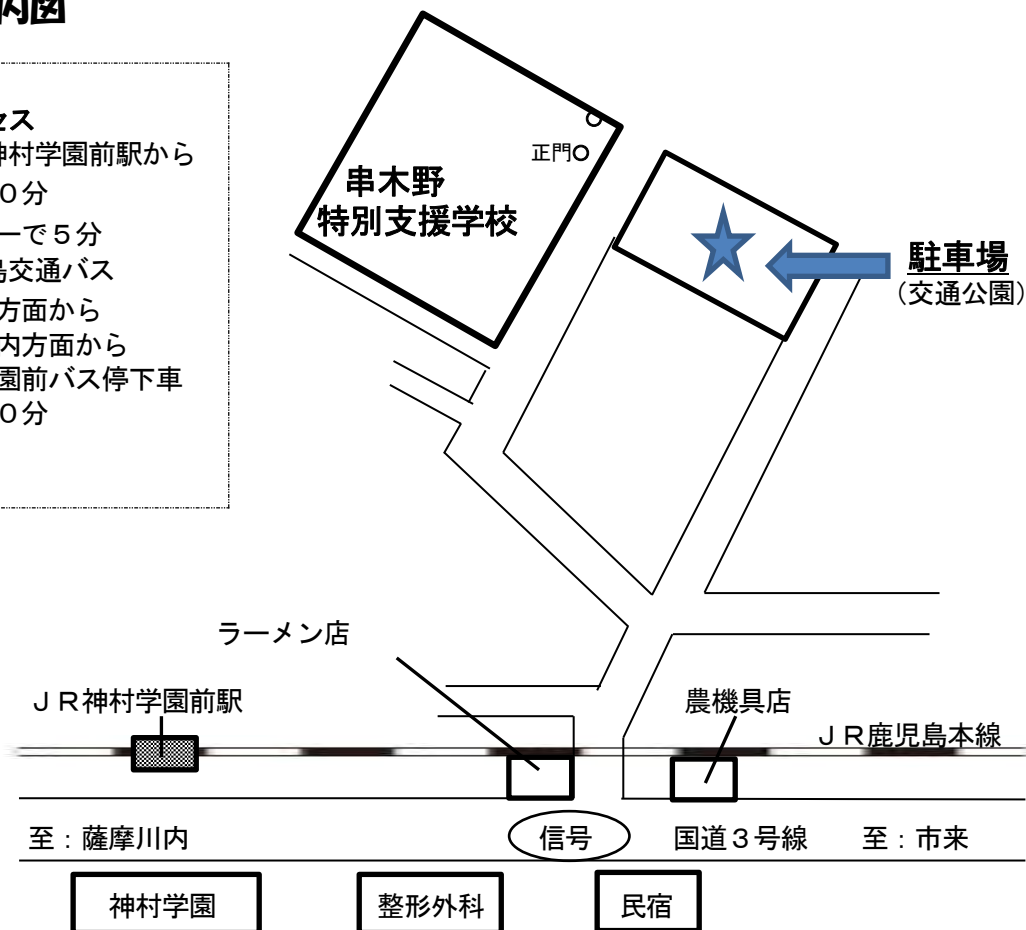 内図
セス
神村学園前駅から
０分
ーで５分
島交通バス
方面から
内方面から
園前バス停下車
０分
正門
串木野
特別支援学校
駐車場
（交通公園）
ラーメン店
ＪＲ神村学園前駅
農機具店
ＪＲ鹿児島本線
至：薩摩川内
信号
国道３号線
至：市来
神村学園
整形外科
民宿